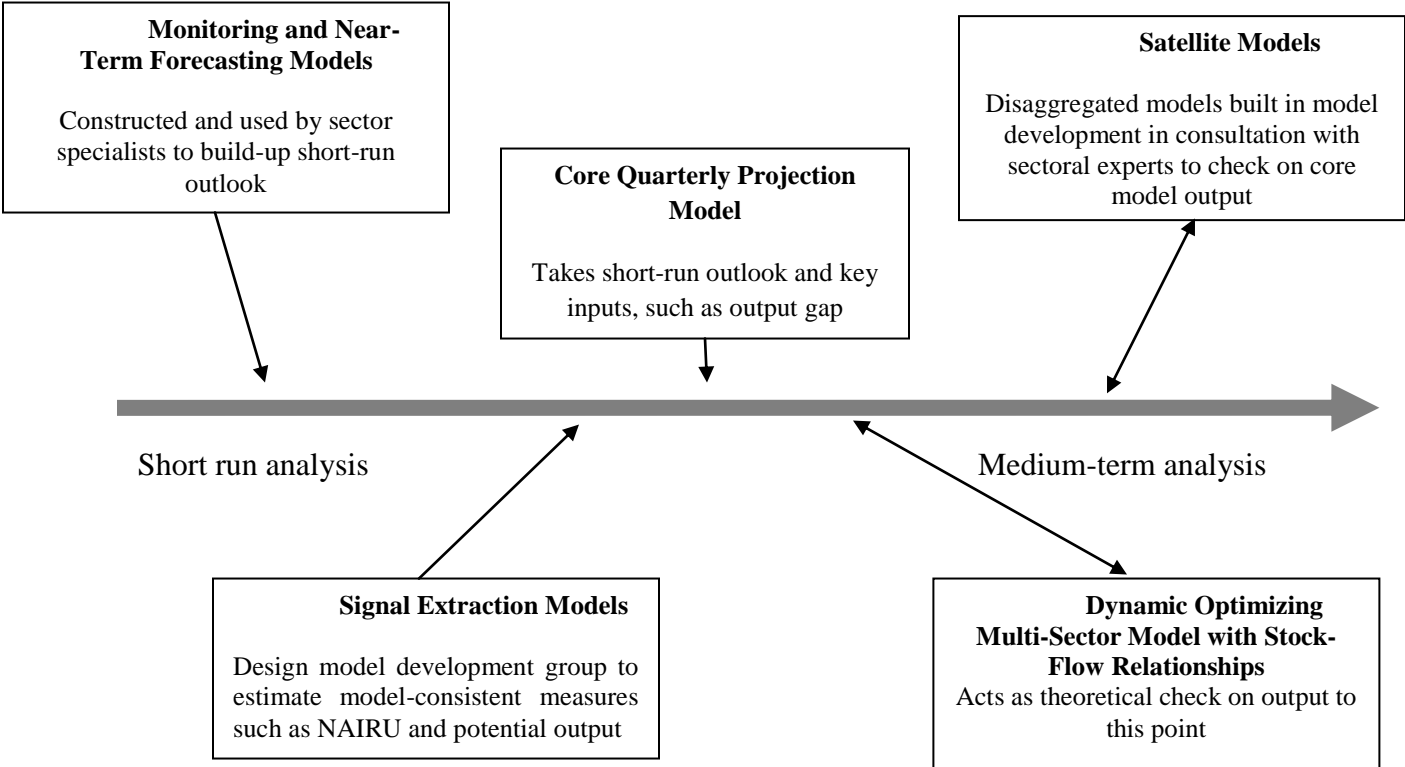 Monitoring and Near-
Term Forecasting Models
Constructed and used by sector
specialists to build-up short-run
outlook
Core Quarterly Projection
Model
Takes short-run outlook and key
inputs, such as output gap
Satellite Models
Disaggregated models built in model
development in consultation with
sectoral experts to check on core
model output
Short run analysis
Medium-term analysis
Signal Extraction Models
Design model development group to
estimate model-consistent measures
such as NAIRU and potential output
Dynamic Optimizing
Multi-Sector Model with Stock-
Flow Relationships
Acts as theoretical check on output to
this point